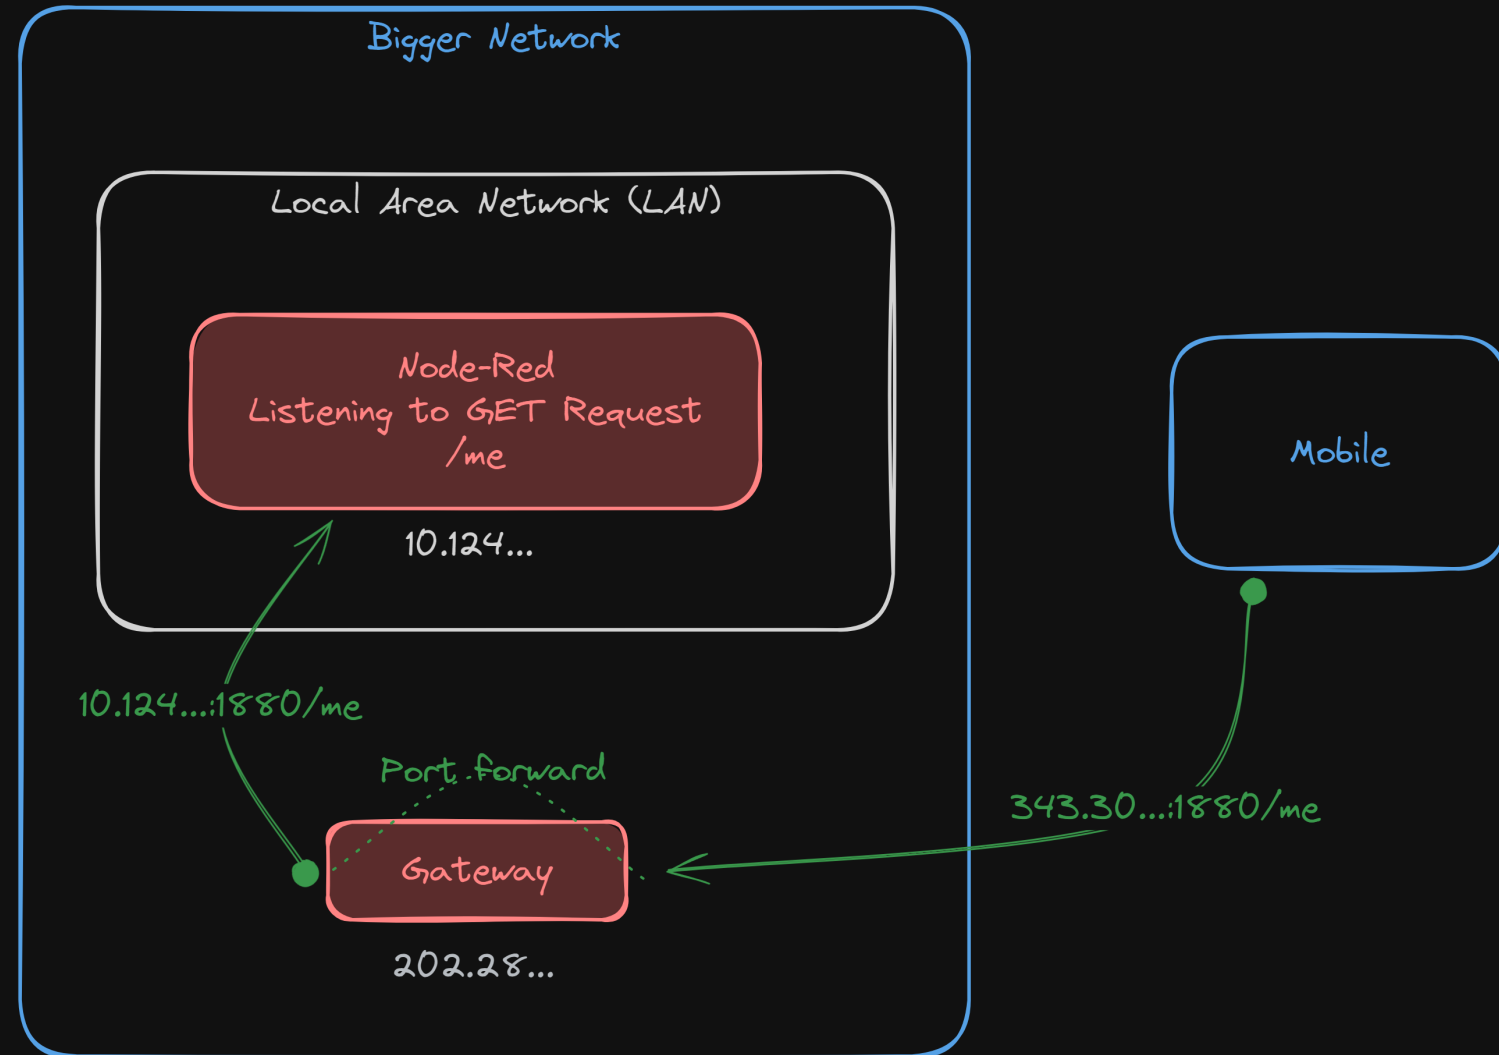 Bigger Network
Local Area Network (LAN)
Node-Red
Listening to GET Request
/me
10.124...
Mobile
10.124...:1880/me
Port forward
343.30...:1880/me
Gateway
202.28...